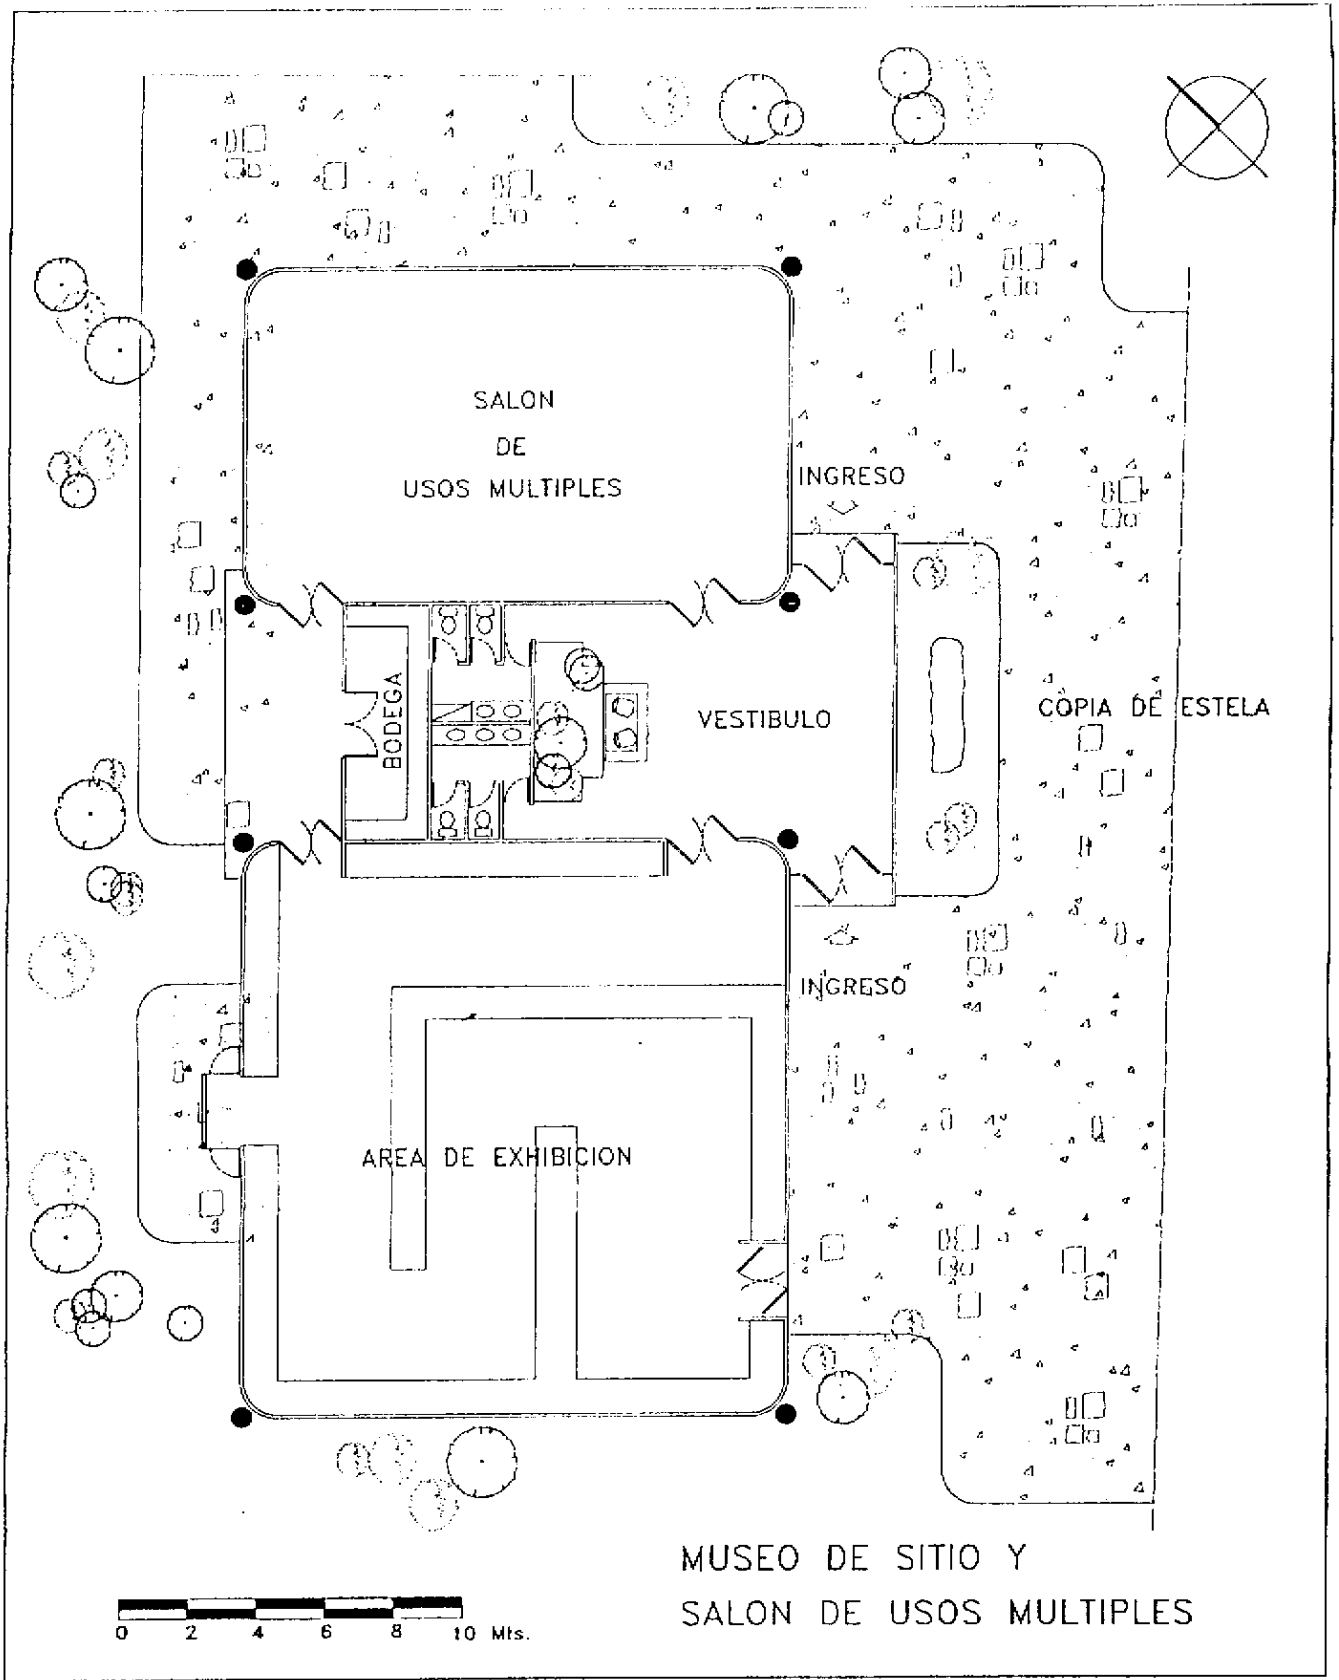 SALON
DE
USOS MULTIPLES
INGRESO
BODEGA
VESTIBULO
COPIA DE ESTELA
INGRESO
AREA DE EXHIBICION
MUSEO DE SITIO Y
SALON DE USOS MULTIPLES
0 2 4 6 8 10 Mts.